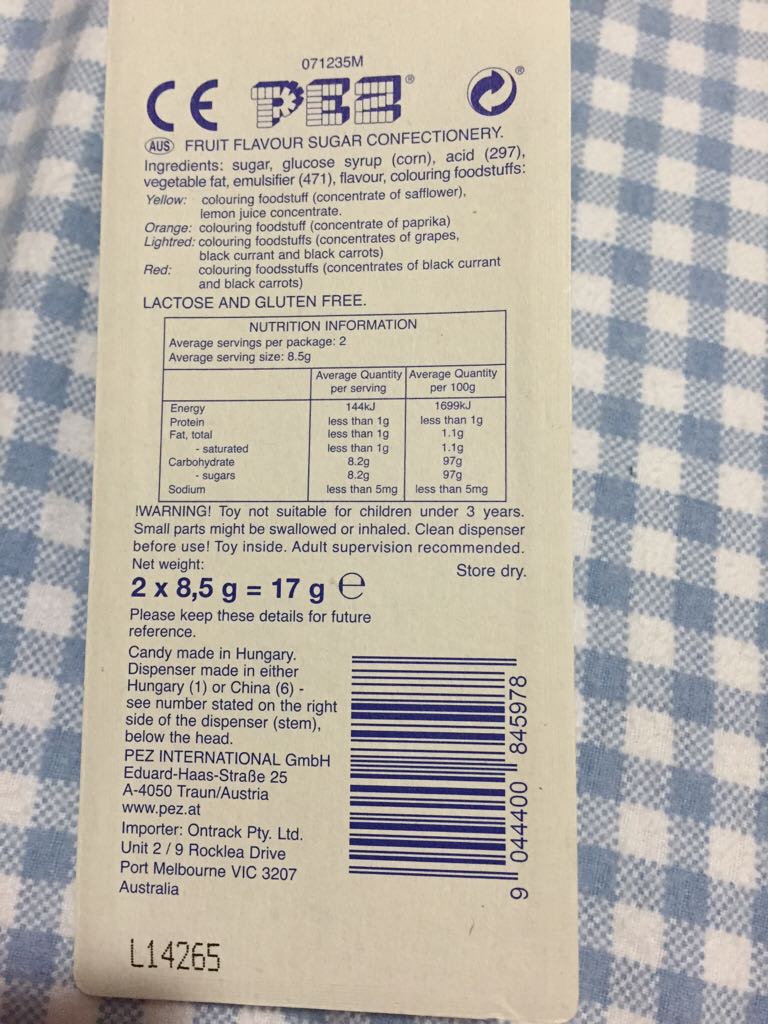 071235M
CE PEZ® ®
AUS FRUIT FLAVOUR SUGAR CONFECTIONERY.
Ingredients: sugar, glucose syrup (corn), acid (297),
vegetable fat, emulsifier (471), flavour, colouring foodstuffs:
Yellow: colouring foodstuff (concentrate of safflower),
lemon juice concentrate.
Orange: colouring foodstuff (concentrate of paprika)
Lightred: colouring foodstuffs (concentrates of grapes,
black currant and black carrots)
Red: colouring foodsstuffs (concentrates of black currant
and black carrots)
LACTOSE AND GLUTEN FREE.
NUTRITION INFORMATION
Average servings per package: 2
Average serving size: 8.5g
Average Quantity Average Quantity
per serving per 100g
Energy 144kJ 1699kJ
Protein less than 1g less than 1g
Fat, total less than 1g 1.1g
- saturated less than 1g 1.1g
Carbohydrate 8.2g 97g
- sugars 8.2g 97g
Sodium less than 5mg less than 5mg
!WARNING! Toy not suitable for children under 3 years.
Small parts might be swallowed or inhaled. Clean dispenser
before use! Toy inside. Adult supervision recommended.
Net weight: Store dry.
2 x 8,5 g = 17 g ℮
Please keep these details for future
reference.
Candy made in Hungary.
Dispenser made in either
Hungary (1) or China (6) -
see number stated on the right
side of the dispenser (stem),
below the head.
PEZ INTERNATIONAL GmbH
Eduard-Haas-Straße 25
A-4050 Traun/Austria
www.pez.at
Importer: Ontrack Pty. Ltd.
Unit 2 / 9 Rocklea Drive
Port Melbourne VIC 3207
Australia
9 044400 845978
L14265